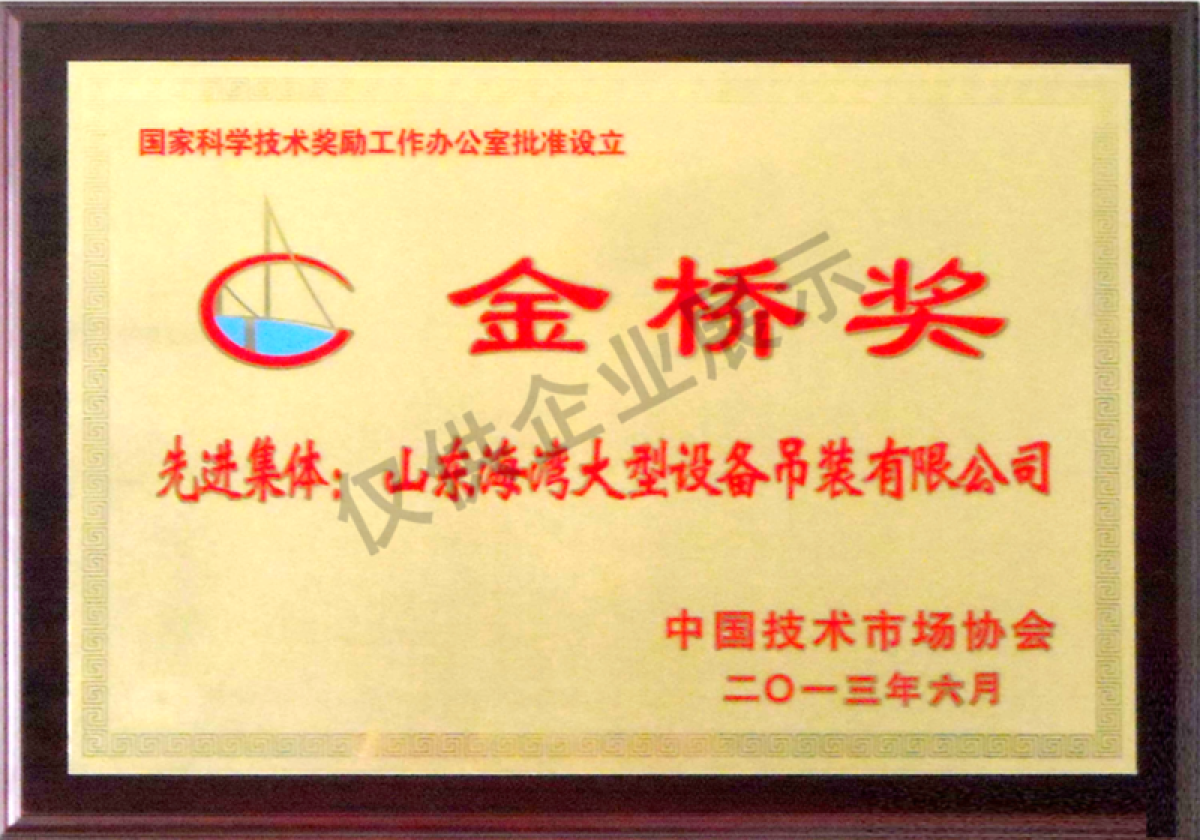 国家科学技术奖励工作办公室批准设立
金桥奖
先进集体：山东海湾大型设备吊装有限公司
仅供企业展示
中国技术市场协会
二〇一三年六月